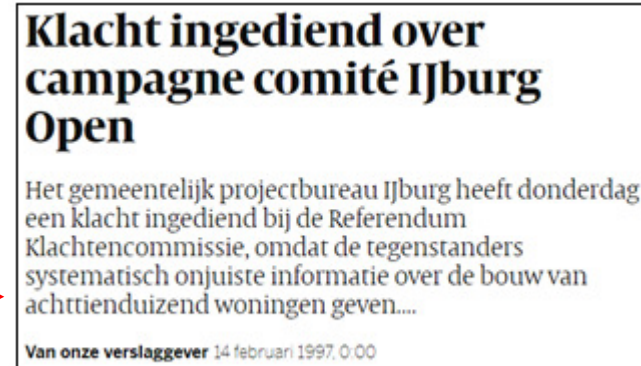 Klacht ingediend over
campagne comité IJburg
Open
Het gemeentelijk projectbureau IJburg heeft donderdag
een klacht ingediend bij de Referendum
Klachtencommissie, omdat de tegenstanders
systematisch onjuiste informatie over de bouw van
achttienduizend woningen geven....
Van onze verslaggever 14 februari 1997, 0:00